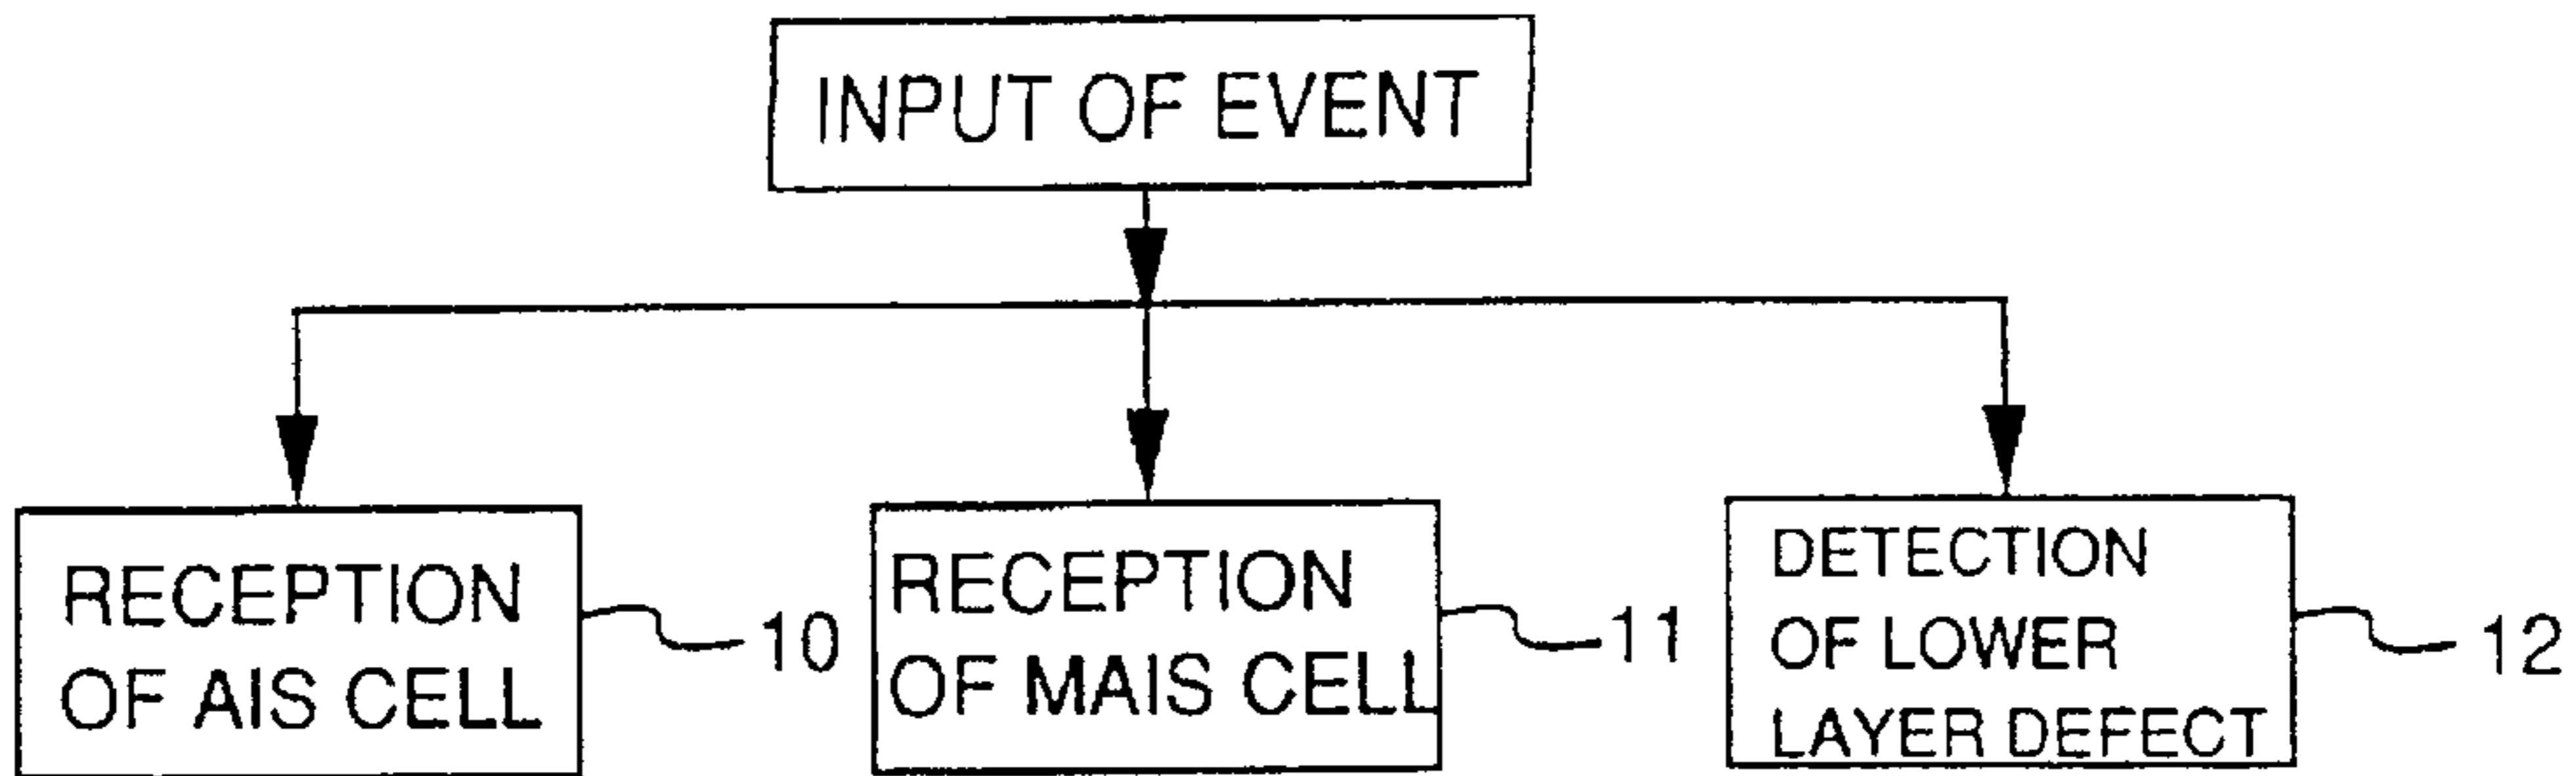 INPUT OF EVENT
RECEPTION
OF AIS CELL
10
RECEPTION
OF MAIS CELL
11
DETECTION
OF LOWER
LAYER DEFECT
12